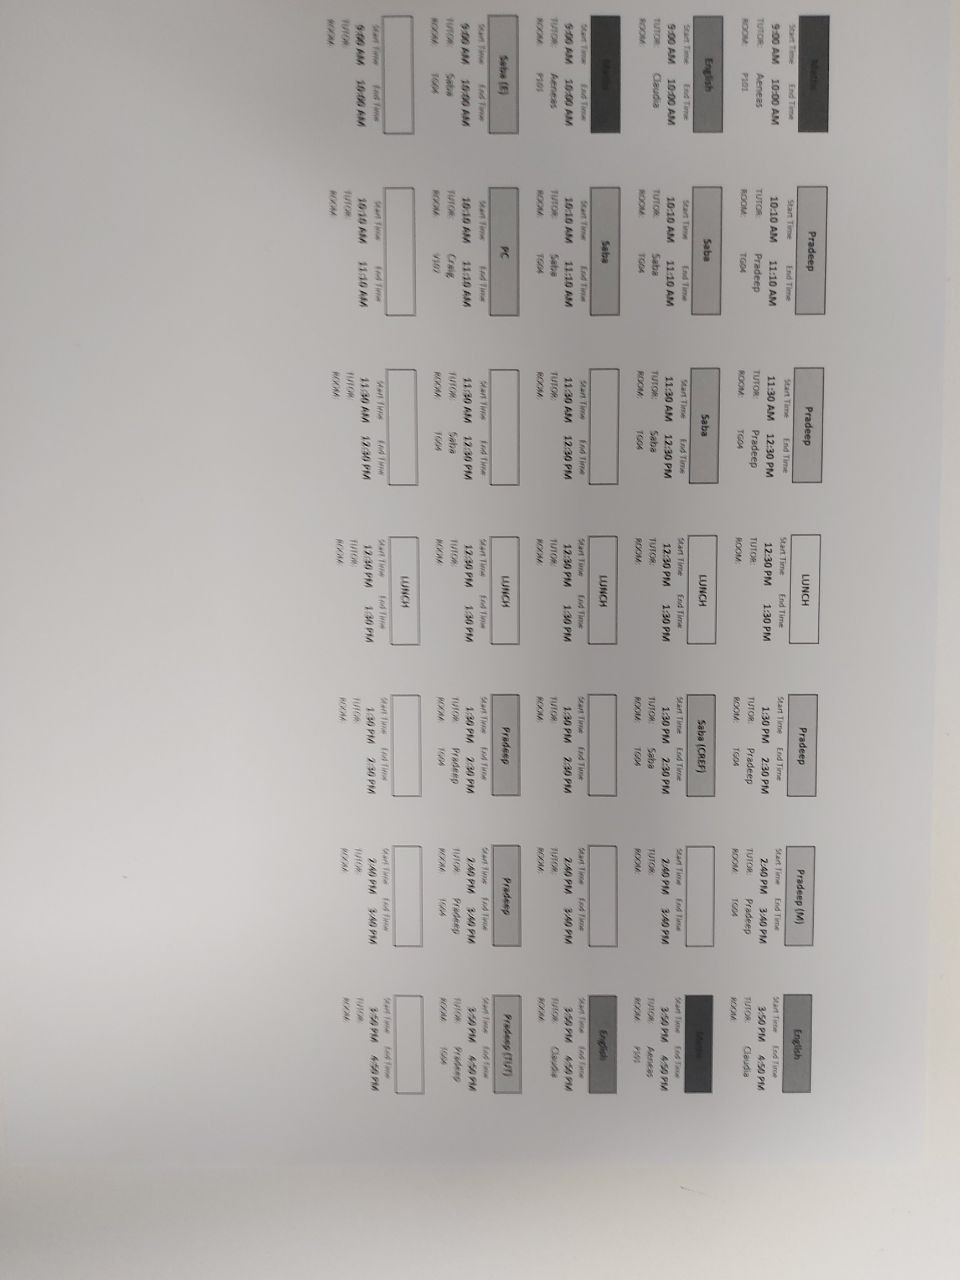 Maths Pradeep Pradeep LUNCH Pradeep Pradeep (M) English
Start Time End Time Start Time End Time Start Time End Time Start Time End Time Start Time End Time Start Time End Time Start Time End Time
9:00 AM 10:00 AM 10:10 AM 11:10 AM 11:30 AM 12:30 PM 12:30 PM 1:30 PM 1:30 PM 2:30 PM 2:40 PM 3:40 PM 3:50 PM 4:50 PM
TUTOR: Aeneas TUTOR: Pradeep TUTOR: Pradeep TUTOR: TUTOR: Pradeep TUTOR: Pradeep TUTOR: Claudia
ROOM: P101 ROOM: TG04 ROOM: TG04 ROOM: ROOM: TG04 ROOM: TG04 ROOM:
English Saba Saba LUNCH Saba (CREF) Maths
Start Time End Time Start Time End Time Start Time End Time Start Time End Time Start Time End Time Start Time End Time Start Time End Time
9:00 AM 10:00 AM 10:10 AM 11:10 AM 11:30 AM 12:30 PM 12:30 PM 1:30 PM 1:30 PM 2:30 PM 2:40 PM 3:40 PM 3:50 PM 4:50 PM
TUTOR: Claudia TUTOR: Saba TUTOR: Saba TUTOR: TUTOR: Saba TUTOR: TUTOR: Aeneas
ROOM: ROOM: TG04 ROOM: TG04 ROOM: ROOM: TG04 ROOM: ROOM: P101
Maths Saba LUNCH English
Start Time End Time Start Time End Time Start Time End Time Start Time End Time Start Time End Time Start Time End Time Start Time End Time
9:00 AM 10:00 AM 10:10 AM 11:10 AM 11:30 AM 12:30 PM 12:30 PM 1:30 PM 1:30 PM 2:30 PM 2:40 PM 3:40 PM 3:50 PM 4:50 PM
TUTOR: Aeneas TUTOR: Saba TUTOR: TUTOR: TUTOR: TUTOR: TUTOR: Claudia
ROOM: P101 ROOM: TG04 ROOM: ROOM: ROOM: ROOM: ROOM:
Saba (E) PC LUNCH Pradeep Pradeep Pradeep (TUT)
Start Time End Time Start Time End Time Start Time End Time Start Time End Time Start Time End Time Start Time End Time Start Time End Time
9:00 AM 10:00 AM 10:10 AM 11:10 AM 11:30 AM 12:30 PM 12:30 PM 1:30 PM 1:30 PM 2:30 PM 2:40 PM 3:40 PM 3:50 PM 4:50 PM
TUTOR: Saba TUTOR: Craig TUTOR: Saba TUTOR: TUTOR: Pradeep TUTOR: Pradeep TUTOR: Pradeep
ROOM: TG04 ROOM: V102 ROOM: TG04 ROOM: ROOM: TG04 ROOM: TG04 ROOM: TG04
LUNCH
Start Time End Time Start Time End Time Start Time End Time Start Time End Time Start Time End Time Start Time End Time Start Time End Time
9:00 AM 10:00 AM 10:10 AM 11:10 AM 11:30 AM 12:30 PM 12:30 PM 1:30 PM 1:30 PM 2:30 PM 2:40 PM 3:40 PM 3:50 PM 4:50 PM
TUTOR: TUTOR: TUTOR: TUTOR: TUTOR: TUTOR: TUTOR:
ROOM: ROOM: ROOM: ROOM: ROOM: ROOM: ROOM: